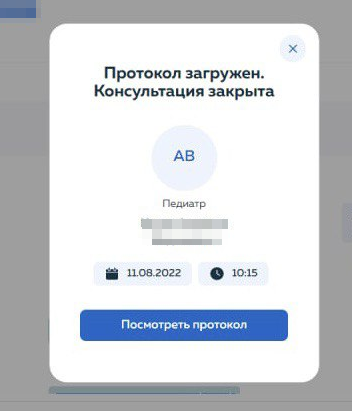 Протокол загружен.
Консультация закрыта
АВ
Педиатр
11.08.2022 10:15
Посмотреть протокол